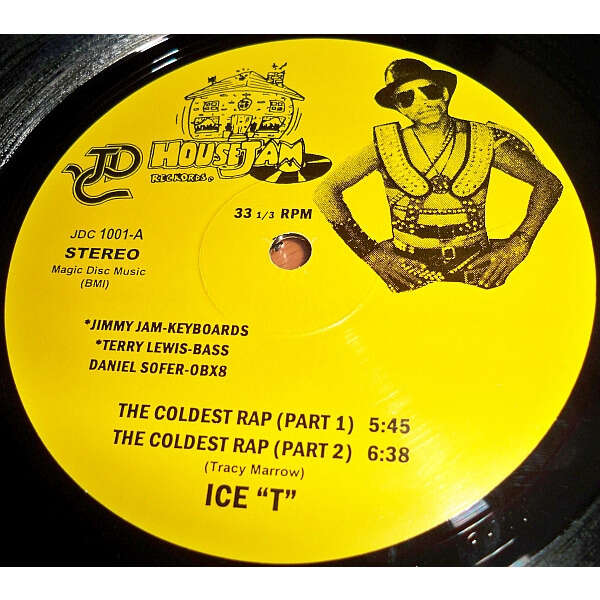 JDC
HOUSE JAM
RECKORDS
33 1/3 RPM
JDC 1001-A
STEREO
Magic Disc Music
(BMI)
*JIMMY JAM-KEYBOARDS
*TERRY LEWIS-BASS
DANIEL SOFER-OBX8
THE COLDEST RAP (PART 1) 5:45
THE COLDEST RAP (PART 2) 6:38
(Tracy Marrow)
ICE "T"